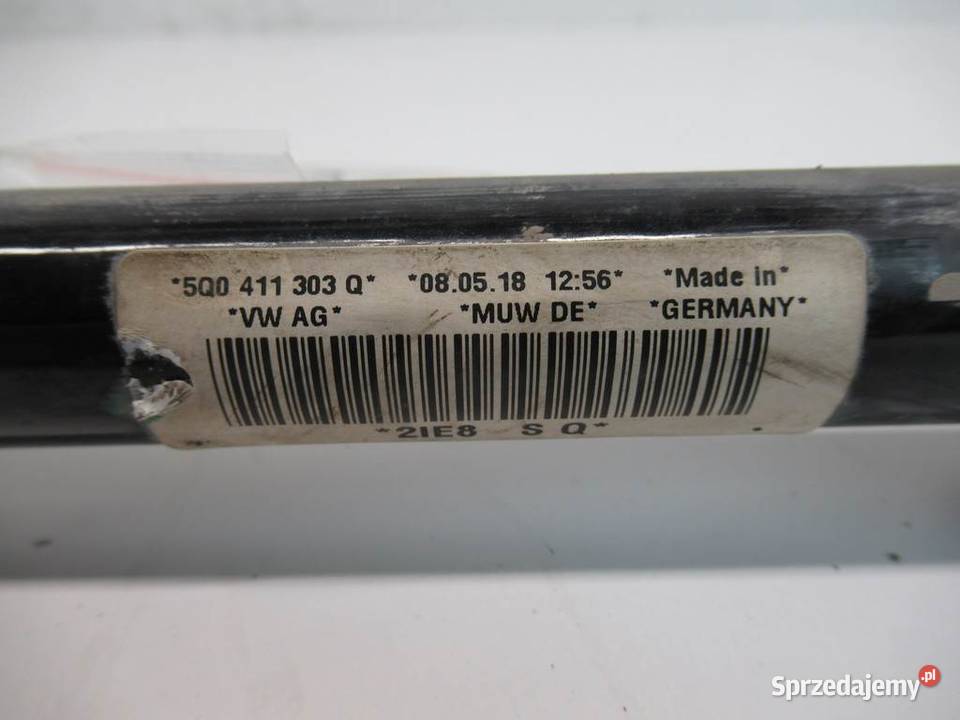 *5Q0 411 303 Q* *08.05.18 12:56* *Made in*
*VW AG* *MUW DE* *GERMANY*
*2IE8 S Q*
Sprzedajemy.pl